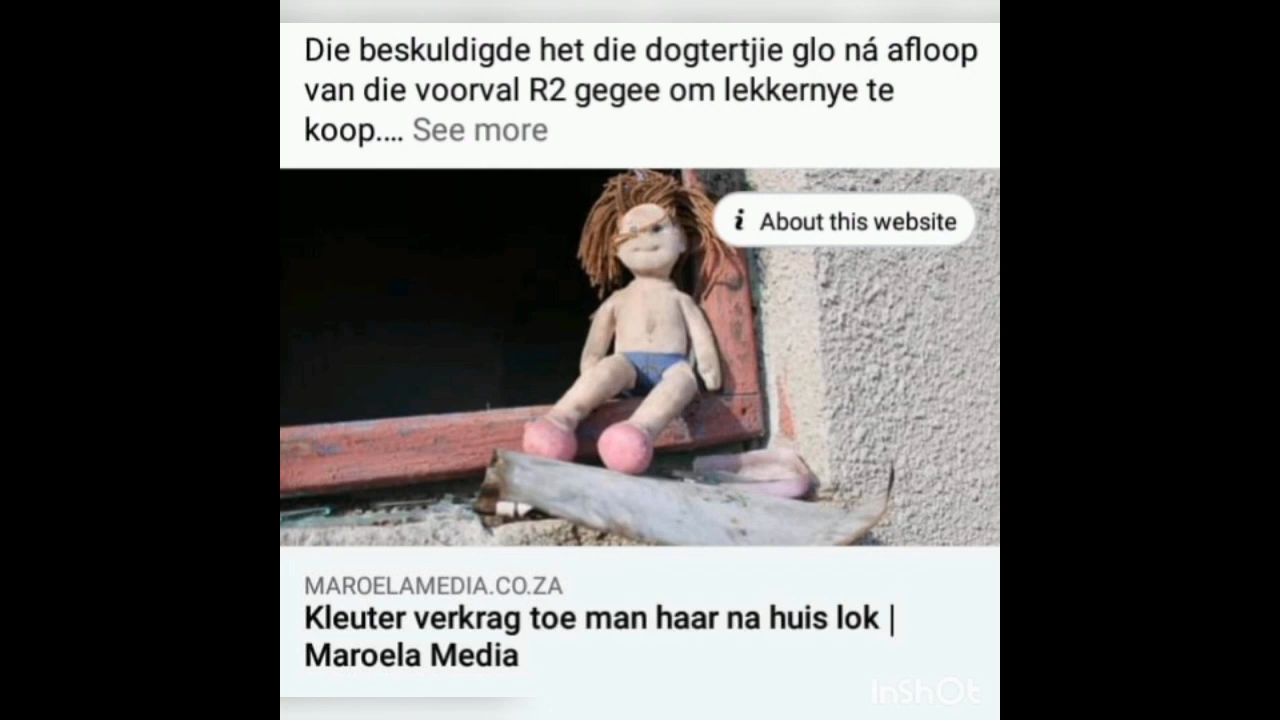 Die beskuldigde het die dogtertjie glo ná afloop
van die voorval R2 gegee om lekkernye te
koop.... See more
i About this website
MAROELAMEDIA.CO.ZA
Kleuter verkrag toe man haar na huis lok |
Maroela Media
InShOt